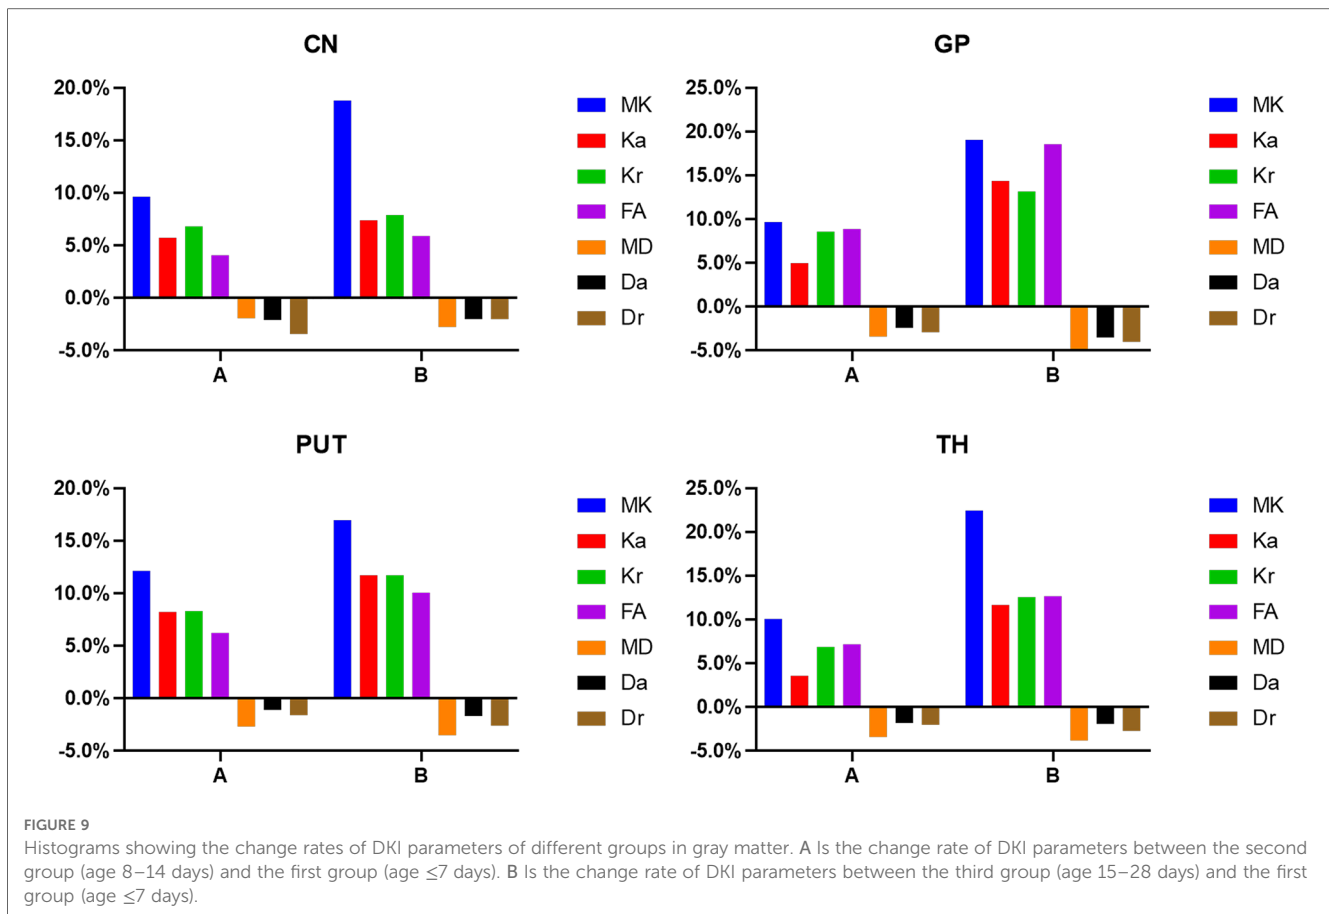 CN
20.0%
15.0%
10.0%
5.0%
0.0%
-5.0%
A
B
MK
Ka
Kr
FA
MD
Da
Dr
GP
25.0%
20.0%
15.0%
10.0%
5.0%
0.0%
-5.0%
A
B
MK
Ka
Kr
FA
MD
Da
Dr
PUT
20.0%
15.0%
10.0%
5.0%
0.0%
-5.0%
A
B
MK
Ka
Kr
FA
MD
Da
Dr
TH
25.0%
20.0%
15.0%
10.0%
5.0%
0.0%
-5.0%
A
B
MK
Ka
Kr
FA
MD
Da
Dr
FIGURE 9
Histograms showing the change rates of DKI parameters of different groups in gray matter. A Is the change rate of DKI parameters between the second
group (age 8–14 days) and the first group (age ≤7 days). B Is the change rate of DKI parameters between the third group (age 15–28 days) and the first
group (age ≤7 days).